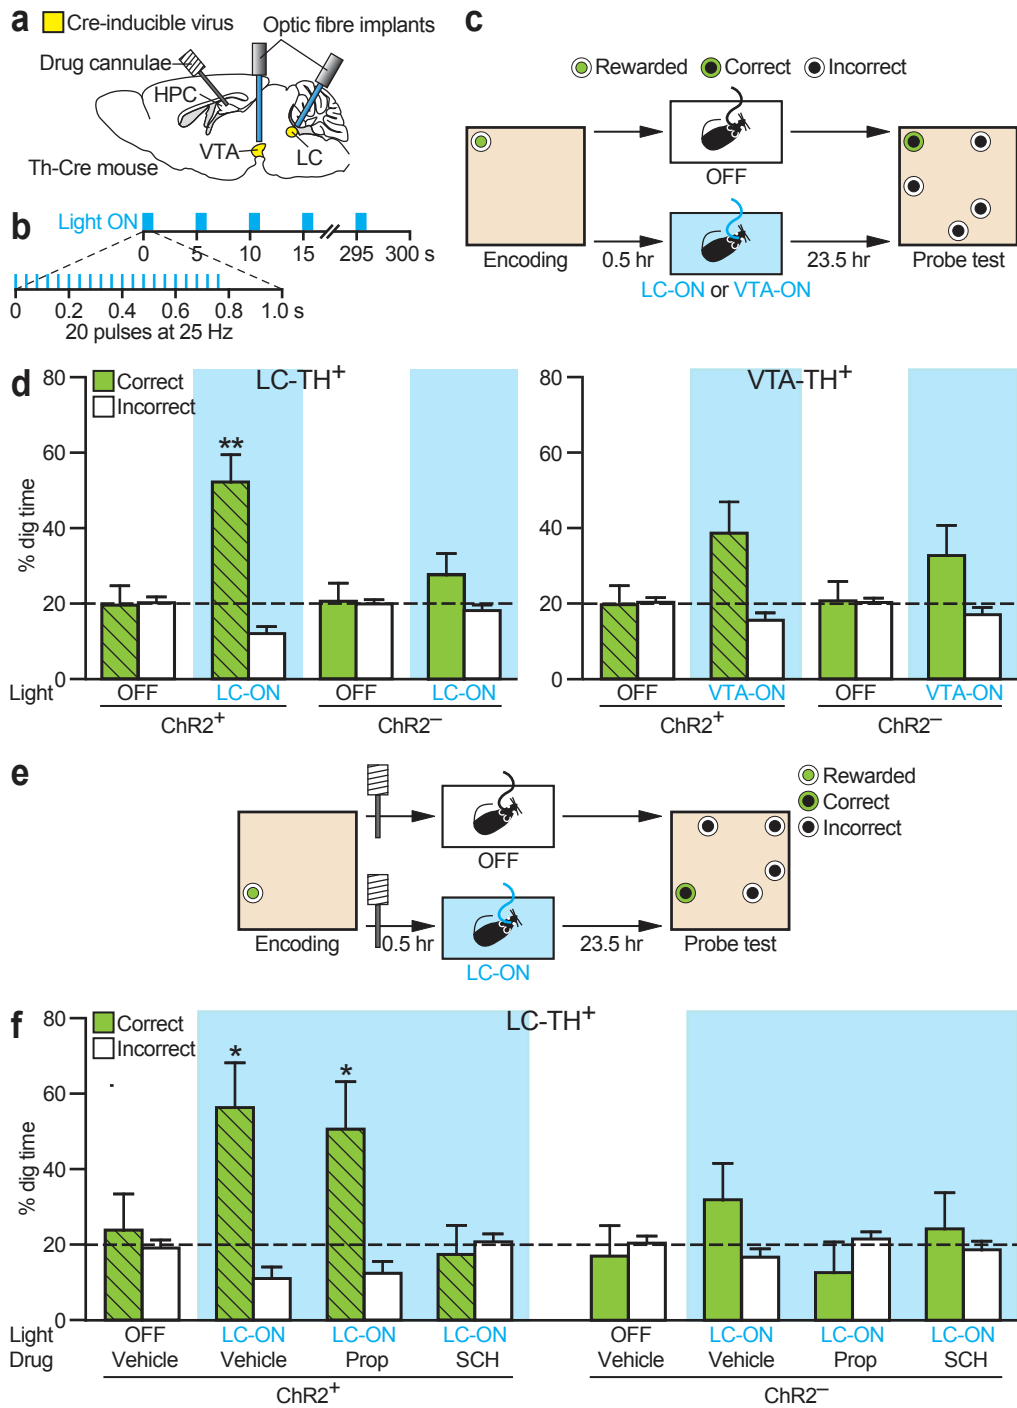 a
Cre-inducible virus
Optic fibre implants
Drug cannulae
HPC
VTA
LC
Th-Cre mouse
b
Light ON
0 5 10 15 295 300 s
0 0.2 0.4 0.6 0.8 1.0 s
20 pulses at 25 Hz
c
Rewarded Correct Incorrect
OFF
Encoding 0.5 hr 23.5 hr Probe test
LC-ON or VTA-ON
d
Correct
Incorrect
LC-TH+
VTA-TH+
% dig time
80
60
40
20
0
**
80
60
40
20
0
Light OFF LC-ON OFF LC-ON
ChR2+ ChR2–
OFF VTA-ON OFF VTA-ON
ChR2+ ChR2–
e
Rewarded
Correct
Incorrect
OFF
Encoding 0.5 hr 23.5 hr Probe test
LC-ON
f
Correct
Incorrect
LC-TH+
% dig time
80
60
40
20
0
* *
Light OFF LC-ON LC-ON LC-ON OFF LC-ON LC-ON LC-ON
Drug Vehicle Vehicle Prop SCH Vehicle Vehicle Prop SCH
ChR2+ ChR2–